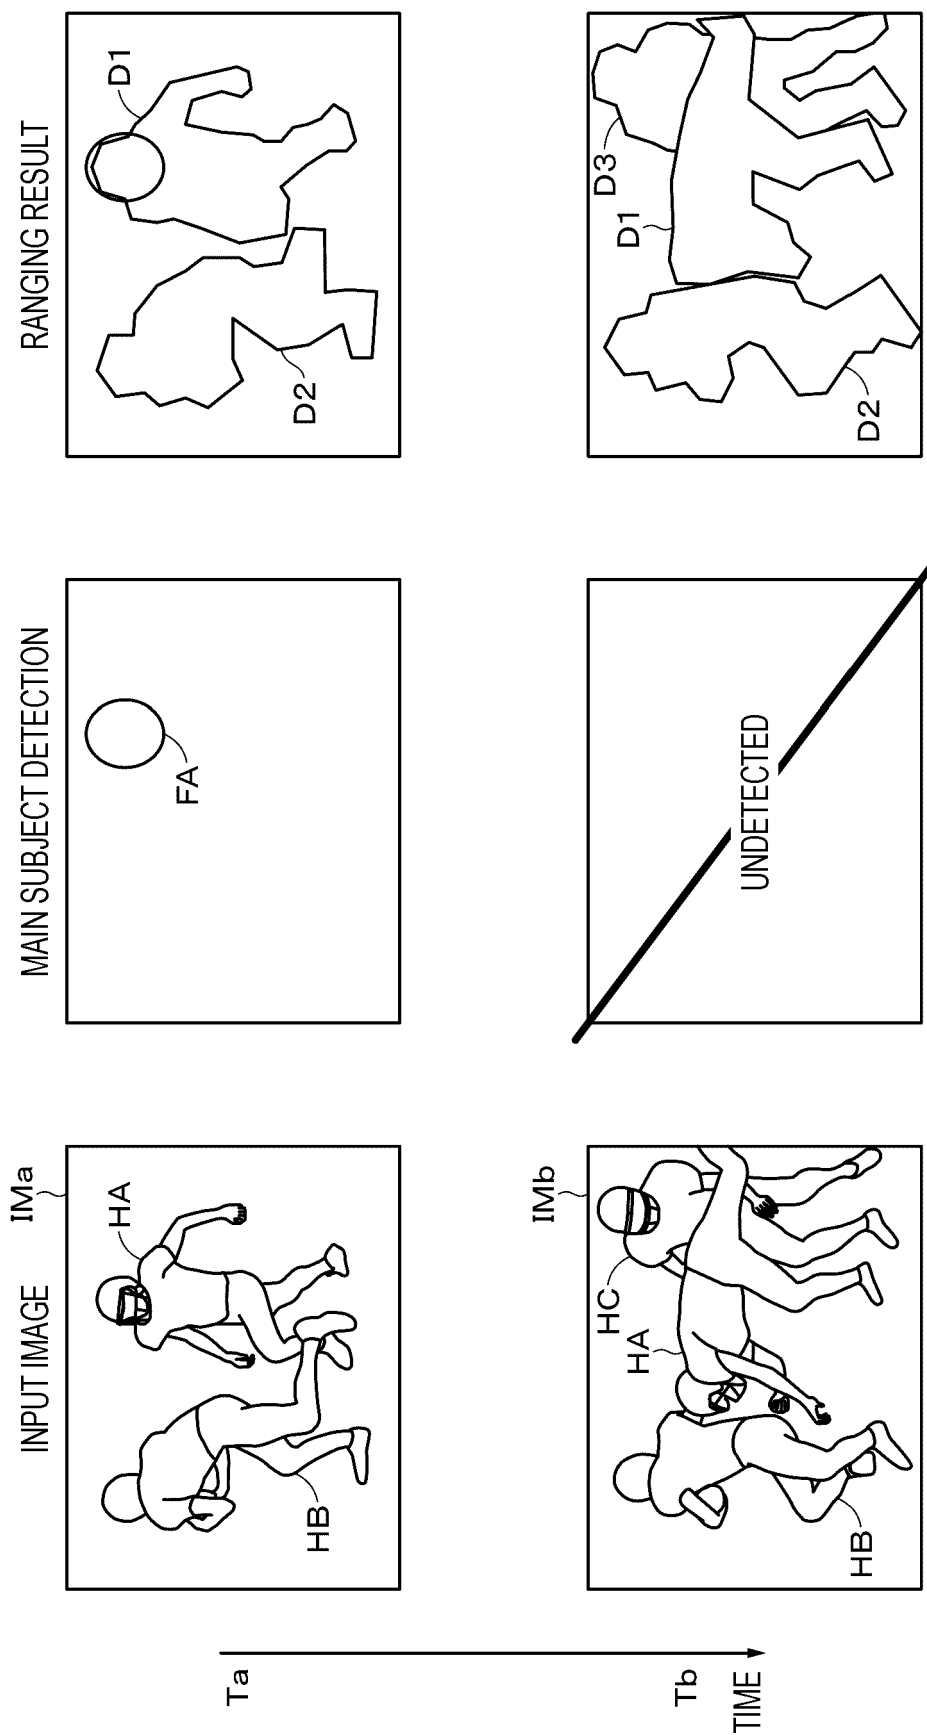 INPUT IMAGE
MAIN SUBJECT DETECTION
RANGING RESULT
Ta
IMa
HA
HB
FA
D1
D2
Tb
IMb
HC
HA
HB
UNDETECTED
D3
D1
D2
TIME